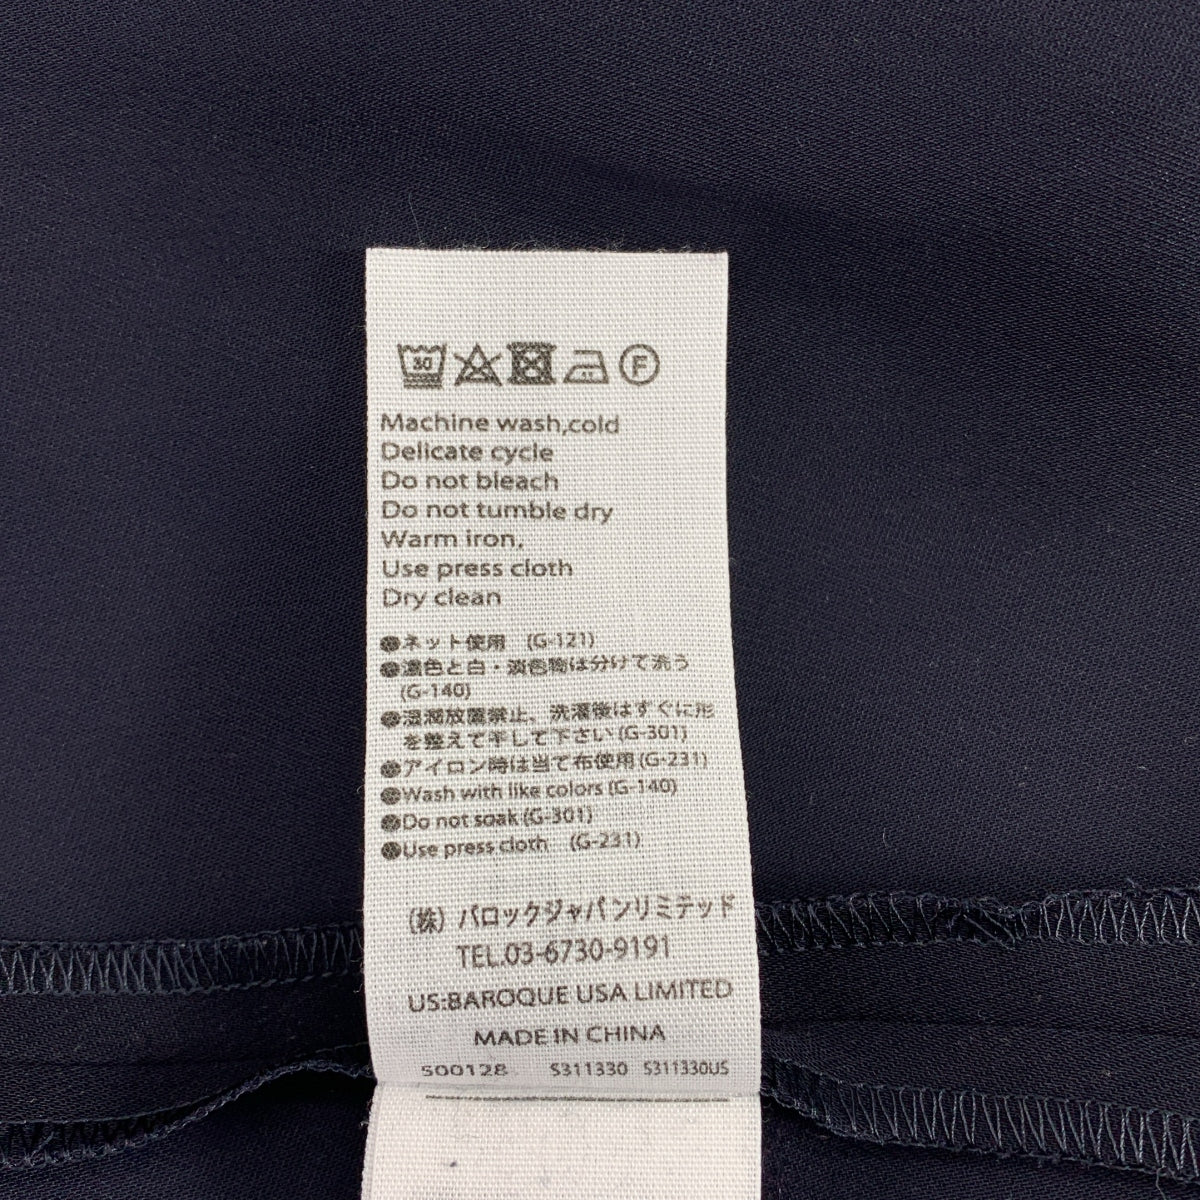 30 F
Machine wash,cold
Delicate cycle
Do not bleach
Do not tumble dry
Warm iron,
Use press cloth
Dry clean
●ネット使用 (G-121)
●濃色と白・淡色物は分けて洗う
(G-140)
●湿潤放置禁止、洗濯後はすぐに形
を整えて干して下さい(G-301)
●アイロン時は当て布使用(G-231)
●Wash with like colors (G-140)
●Do not soak (G-301)
●Use press cloth (G-231)
(株) バロックジャパンリミテッド
TEL.03-6730-9191
US:BAROQUE USA LIMITED
MADE IN CHINA
500128 S311330 S311330US